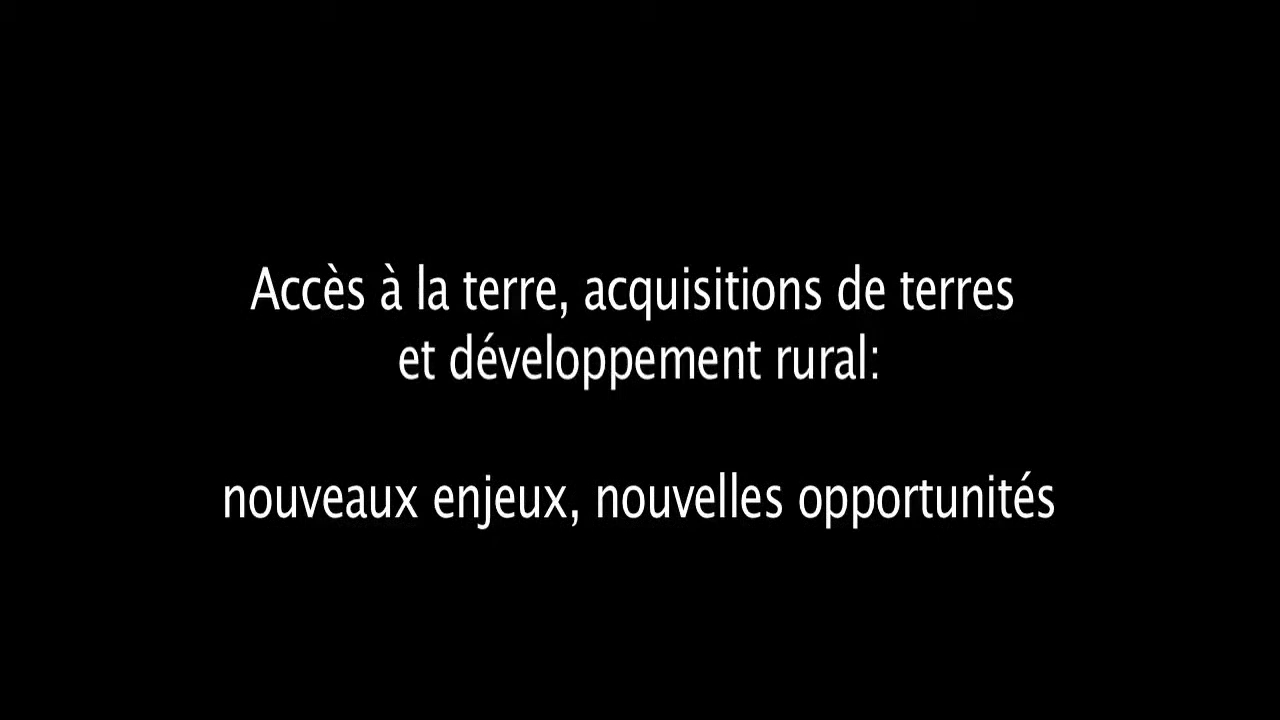 Accès à la terre, acquisitions de terres
et développement rural:
nouveaux enjeux, nouvelles opportunités